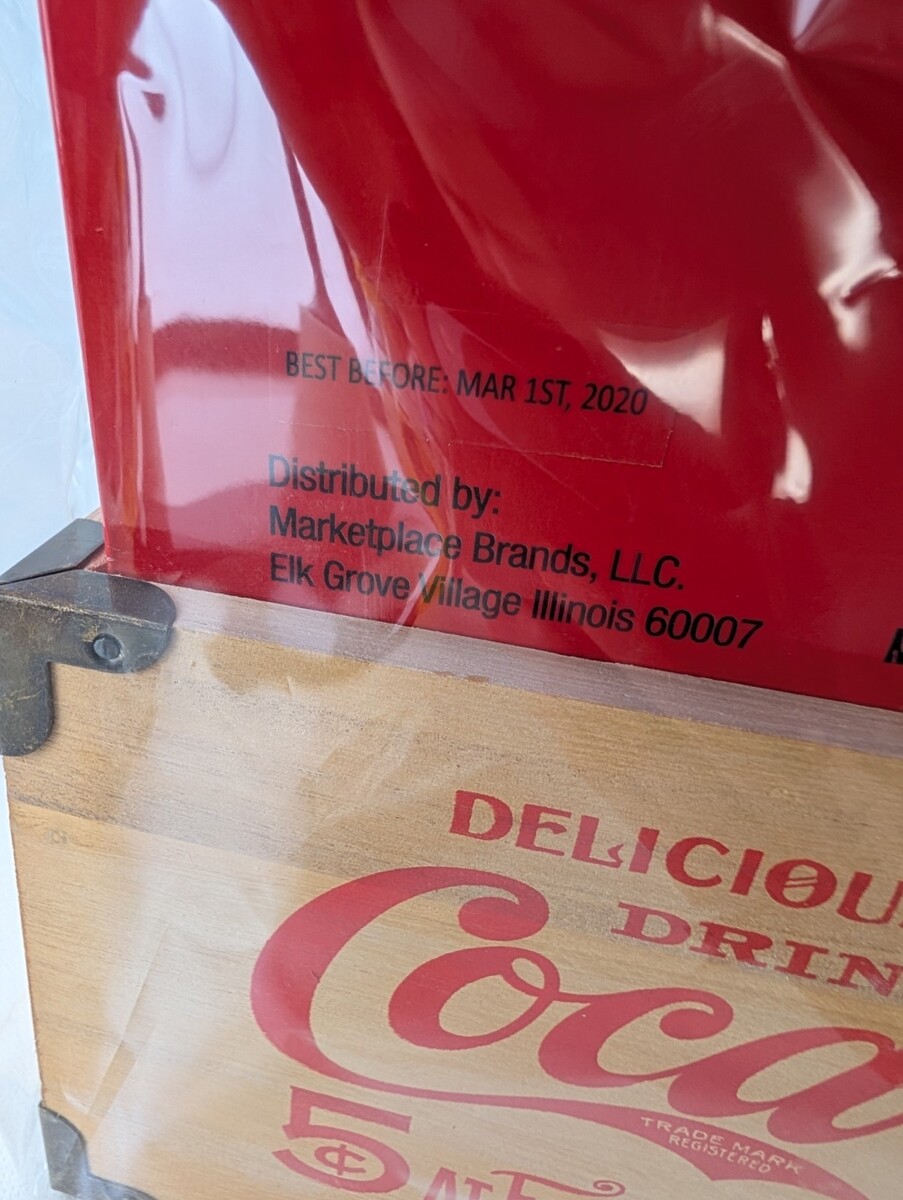 BEST BEFORE: MAR 1ST, 2020
Distributed by:
Marketplace Brands, LLC.
Elk Grove Village Illinois 60007
DELICIOU
DRIN
Coca
TRADE MARK
REGISTERED
5¢ AT F